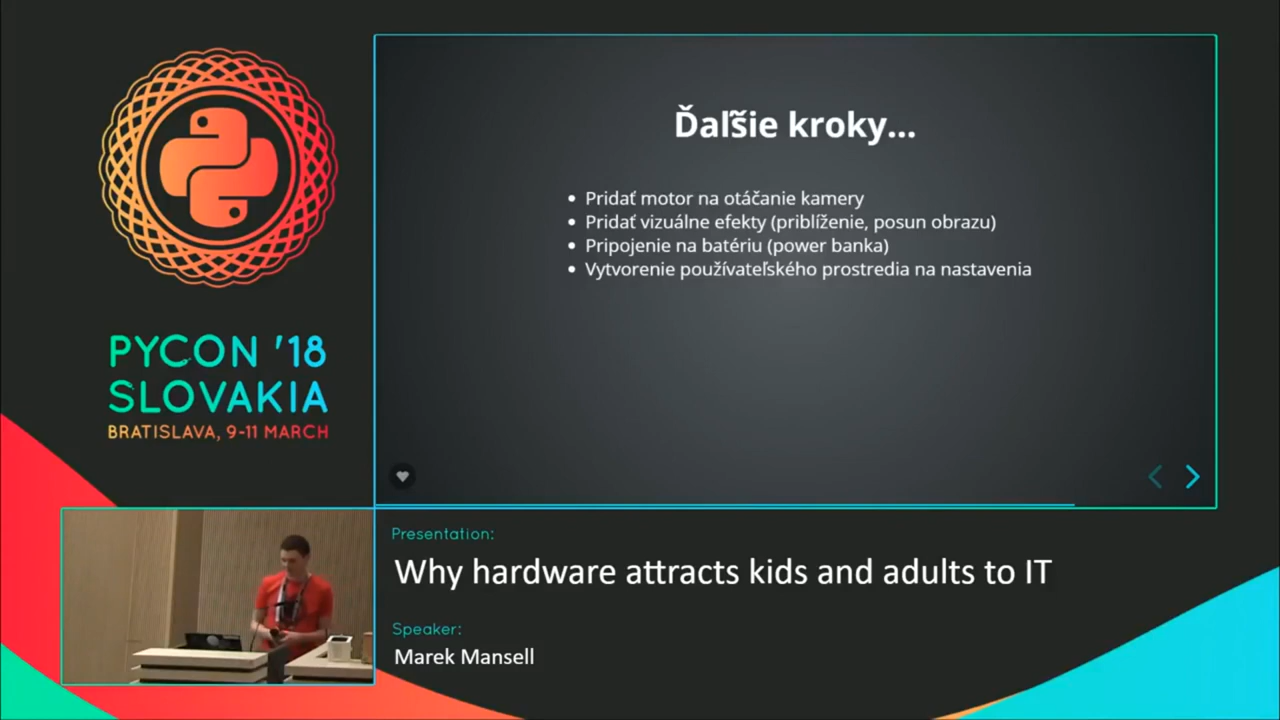 Ďaľšie kroky...
Pridať motor na otáčanie kamery
Pridať vizuálne efekty (priblíženie, posun obrazu)
Pripojenie na batériu (power banka)
Vytvorenie používateľského prostredia na nastavenia
PYCON '18
SLOVAKIA
BRATISLAVA, 9-11 MARCH
Presentation:
Why hardware attracts kids and adults to IT
Speaker:
Marek Mansell